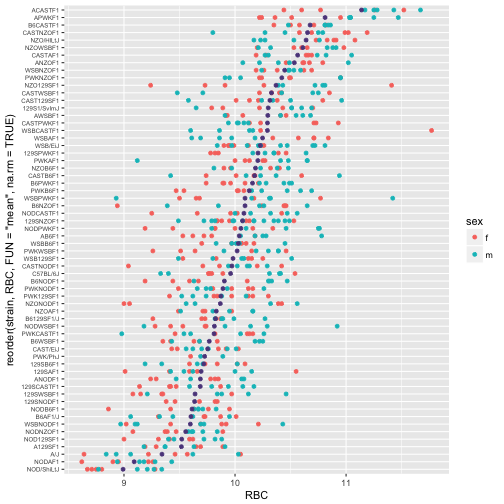 reorder(strain, RBC, FUN = "mean", na.rm = TRUE)
ACASTF1
APWKF1
B6CASTF1
CASTNZOF1
NZO/HlLtJ
NZOWSBF1
CASTAF1
ANZOF1
WSBNZOF1
PWKNZOF1
NZO129SF1
CASTWSBF1
CAST129SF1
129S1/SvImJ
AWSBF1
CASTPWKF1
WSBCASTF1
WSBAF1
WSB/EiJ
129SPWKF1
PWKAF1
NZOB6F1
CASTB6F1
B6PWKF1
PWKB6F1
WSBPWKF1
B6NZOF1
NODCASTF1
129SNZOF1
NODPWKF1
AB6F1
WSBB6F1
PWKWSBF1
WSB129SF1
CASTNODF1
C57BL/6J
B6NODF1
PWKNODF1
PWK129SF1
NZONODF1
NZOAF1
B6129SF1/J
NODWSBF1
PWKCASTF1
B6WSBF1
CAST/EiJ
PWK/PhJ
129SB6F1
129SAF1
ANODF1
129SCASTF1
129SWSBF1
129SNODF1
NODB6F1
B6AF1/J
WSBNODF1
NODNZOF1
NOD129SF1
A129SF1
A/J
NODAF1
NOD/ShiLtJ
9 10 11
RBC
sex
f
m